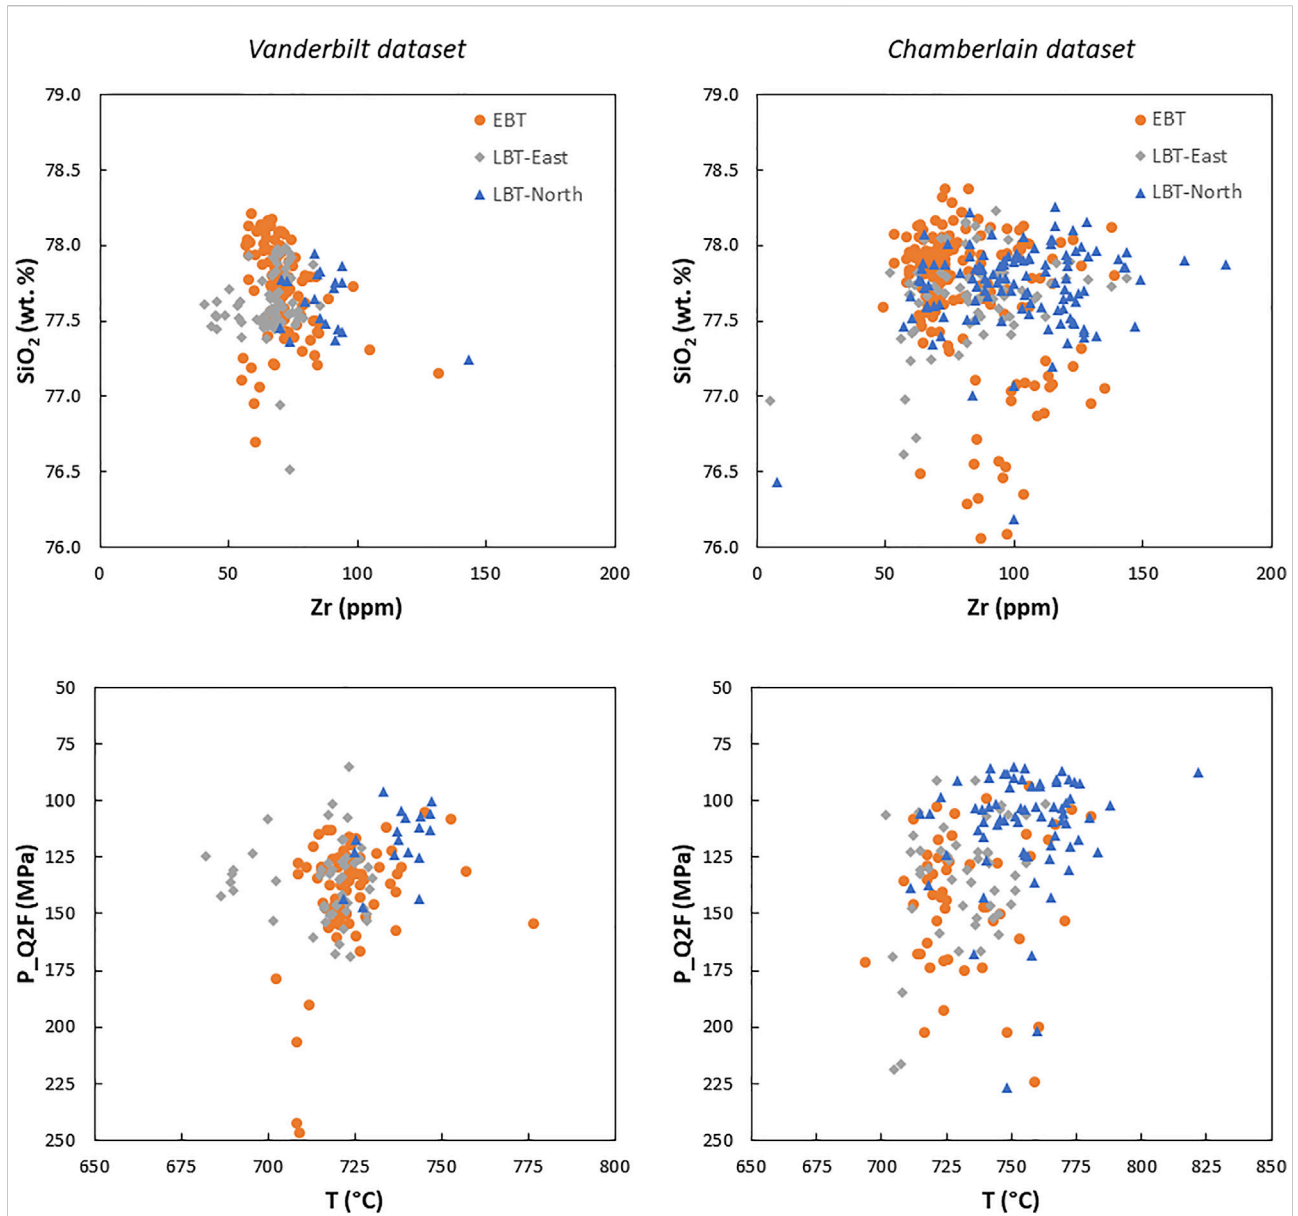 Vanderbilt dataset
Chamberlain dataset
79.0
78.5
78.0
77.5
77.0
76.5
76.0
SiO2 (wt. %)
EBT
LBT-East
LBT-North
0 50 100 150 200
Zr (ppm)
79.0
78.5
78.0
77.5
77.0
76.5
76.0
SiO2 (wt. %)
EBT
LBT-East
LBT-North
0 50 100 150 200
Zr (ppm)
50
75
100
125
150
175
200
225
250
P_Q2F (MPa)
650 675 700 725 750 775 800
T (°C)
50
75
100
125
150
175
200
225
250
P_Q2F (MPa)
650 675 700 725 750 775 800 825 850
T (°C)